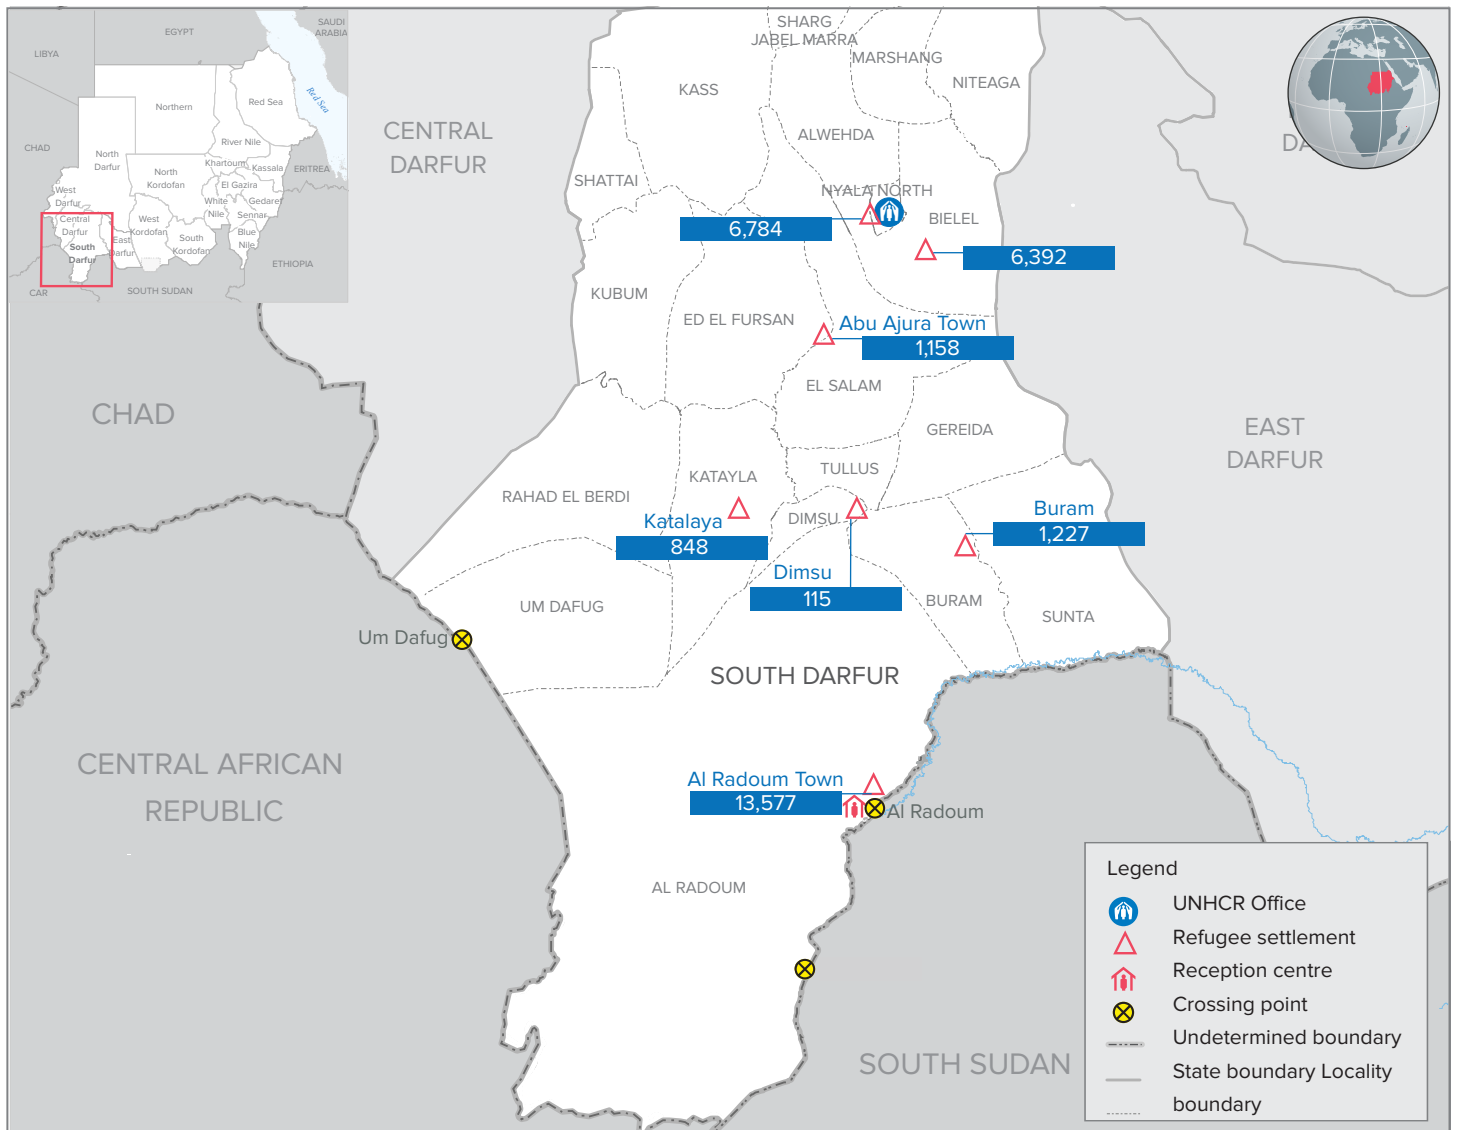 EGYPT
SAUDI
ARABIA
LIBYA
Red Sea
Northern
Red Sea
CHAD
River Nile
North
Darfur
Khartoum
Kassala
ERITREA
North
Kordofan
El Gazira
West
Darfur
White
Nile
Gedaref
Sennar
Central
Darfur
West
Kordofan
Blue
Nile
South
Kordofan
East
Darfur
South
Darfur
ETHIOPIA
CAR
SOUTH SUDAN
SHARG
JABEL MARRA
MARSHANG
NITEAGA
KASS
CENTRAL
DARFUR
ALWEHDA
DA
SHATTAI
NYALA NORTH
BIELEL
6,784
6,392
KUBUM
ED EL FURSAN
Abu Ajura Town
1,158
EL SALAM
CHAD
GEREIDA
EAST
DARFUR
TULLUS
KATAYLA
RAHAD EL BERDI
DIMSU
Buram
1,227
Katalaya
848
Dimsu
115
UM DAFUG
BURAM
SUNTA
Um Dafug
SOUTH DARFUR
CENTRAL AFRICAN
REPUBLIC
Al Radoum Town
13,577
Al Radoum
AL RADOUM
SOUTH SUDAN
Legend
UNHCR Office
Refugee settlement
Reception centre
Crossing point
Undetermined boundary
State boundary Locality
boundary